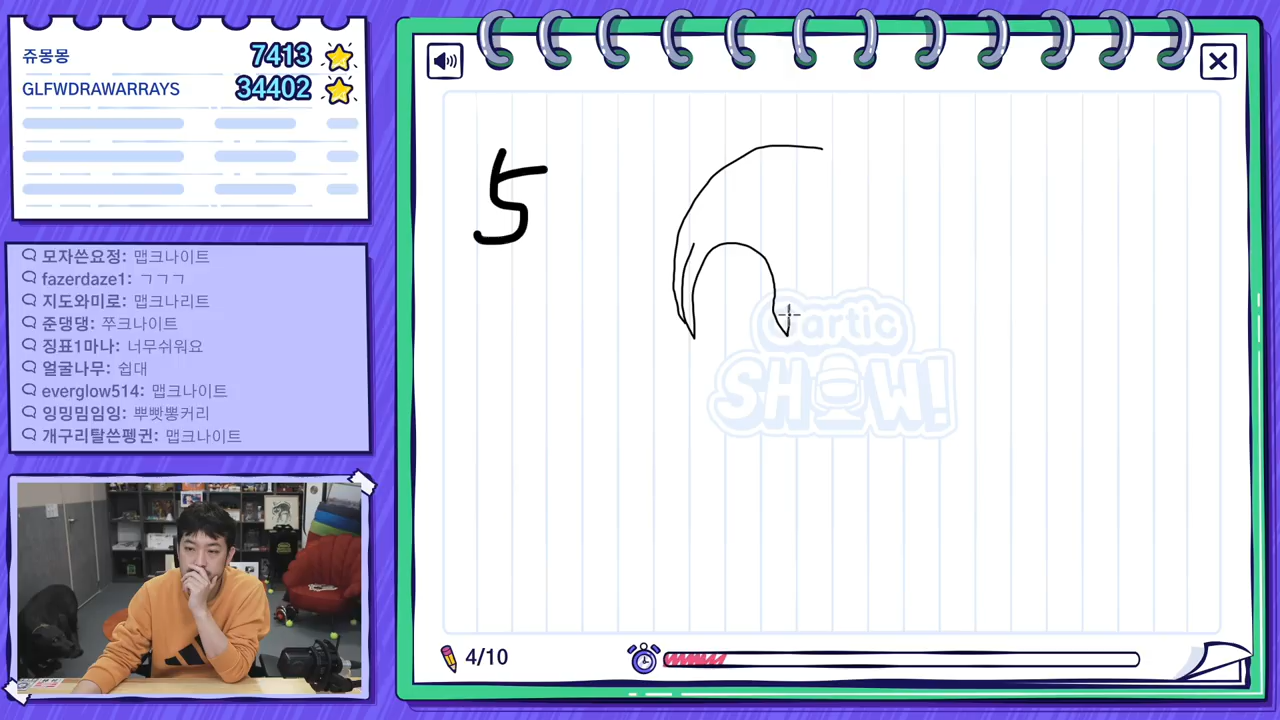 쥬몽몽 7413
GLFWDRAWARRAYS 34402
모자쓴요정: 맵크나이트
fazerdaze1: ㄱㄱㄱ
지도와미로: 맵크나리트
준댕댕: 쭈크나이트
징표1마나: 너무쉬워요
얼굴나무: 쉽대
everglow514: 맵크나이트
잉밍밈임잉: 뿌빳뽕커리
개구리탈쓴펭귄: 맵크나이트
5
Gartic
SHOW!
4/10